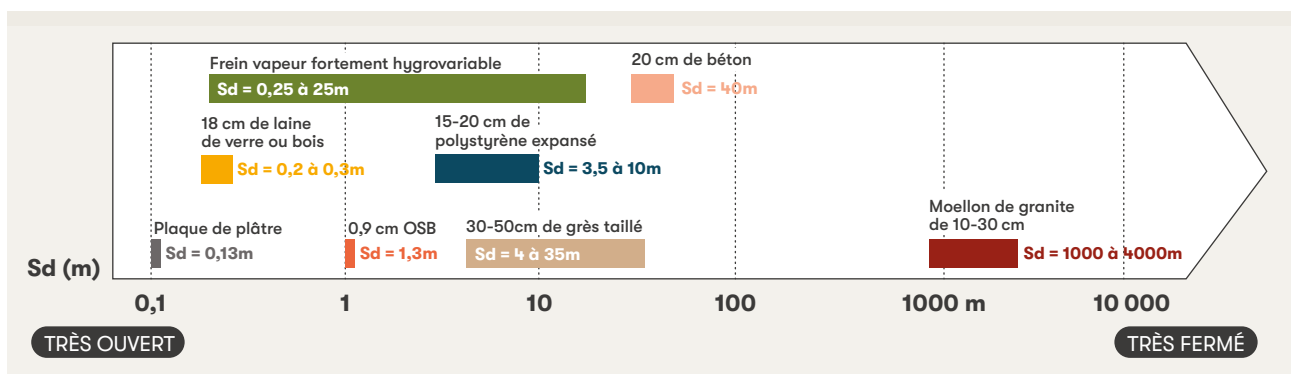 Frein vapeur fortement hygrovariable
Sd = 0,25 à 25m
20 cm de béton
Sd = 40m
18 cm de laine
de verre ou bois
Sd = 0,2 à 0,3m
15-20 cm de
polystyrène expansé
Sd = 3,5 à 10m
Plaque de plâtre
Sd = 0,13m
0,9 cm OSB
Sd = 1,3m
30-50cm de grès taillé
Sd = 4 à 35m
Moellon de granite
de 10-30 cm
Sd = 1000 à 4000m
Sd (m)
0,1 1 10 100 1000 m 10 000
TRÈS OUVERT
TRÈS FERMÉ